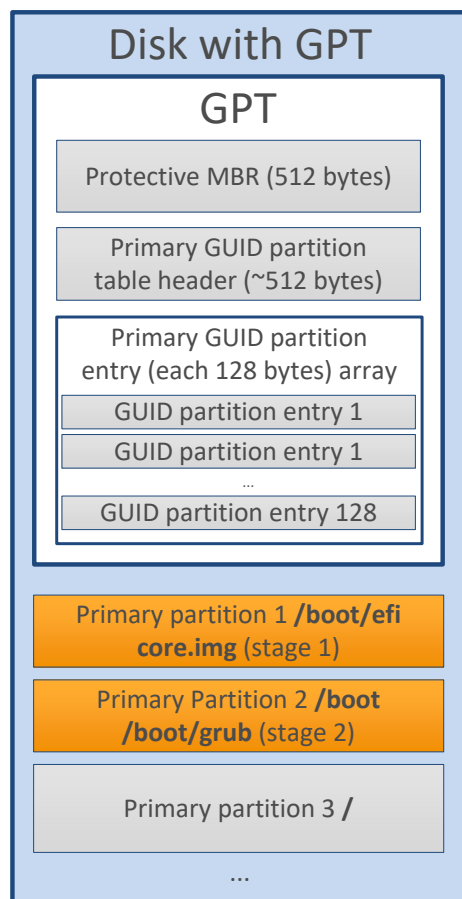 Disk with GPT
GPT
Protective MBR (512 bytes)
Primary GUID partition
table header (~512 bytes)
Primary GUID partition
entry (each 128 bytes) array
GUID partition entry 1
GUID partition entry 1
...
GUID partition entry 128
Primary partition 1 /boot/efi
core.img (stage 1)
Primary Partition 2 /boot
/boot/grub (stage 2)
Primary partition 3 /
...